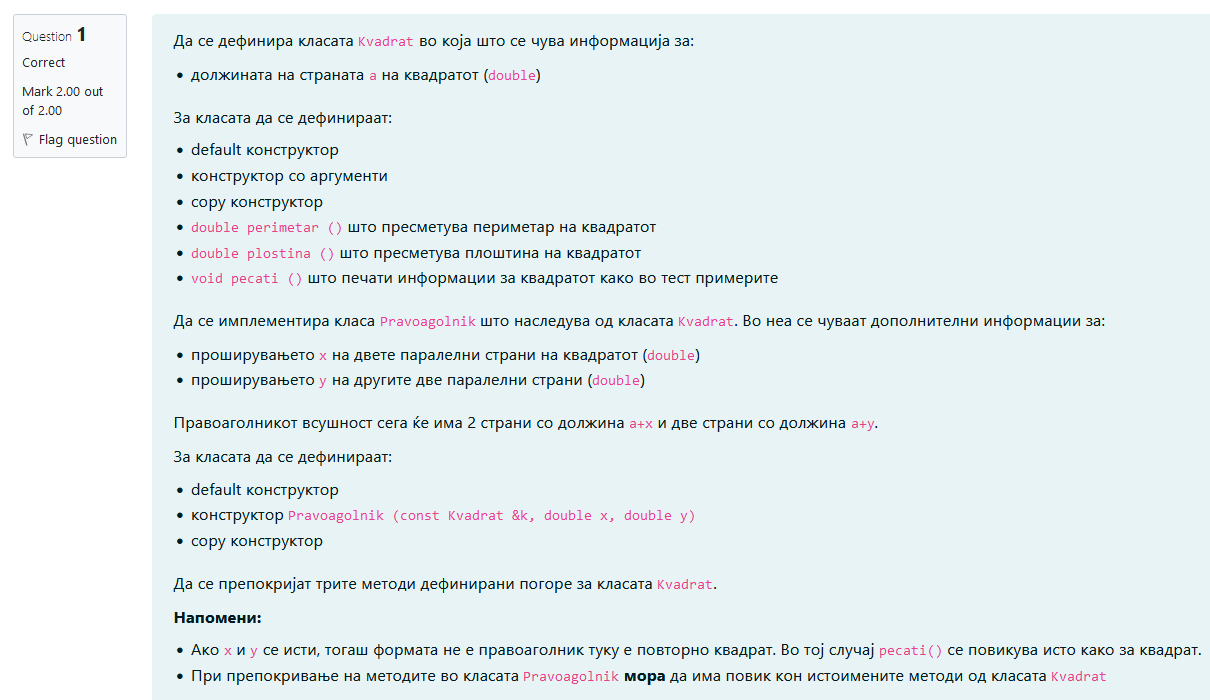 Question 1
Correct
Mark 2.00 out
of 2.00
Flag question
Да се дефинира класата Kvadrat во која што се чува информација за:
• должината на страната a на квадратот (double)
За класата да се дефинираат:
• default конструктор
• конструктор со аргументи
• copy конструктор
• double perimetar () што пресметува периметар на квадратот
• double plostina () што пресметува плоштина на квадратот
• void pecati () што печати информации за квадратот како во тест примерите
Да се имплементира класа Pravoagolnik што наследува од класата Kvadrat. Во неа се чуваат дополнителни информации за:
• проширувањето x на двете паралелни страни на квадратот (double)
• проширувањето y на другите две паралелни страни (double)
Правоаголникот всушност сега ќе има 2 страни со должина a+x и две страни со должина a+y.
За класата да се дефинираат:
• default конструктор
• конструктор Pravoagolnik (const Kvadrat &k, double x, double y)
• copy конструктор
Да се препокријат трите методи дефинирани погоре за класата Kvadrat.
Напомени:
• Ако x и y се исти, тогаш формата не е правоаголник туку е повторно квадрат. Во тој случај pecati() се повикува исто како за квадрат.
• При препокривање на методите во класата Pravoagolnik мора да има повик кон истоимените методи од класата Kvadrat